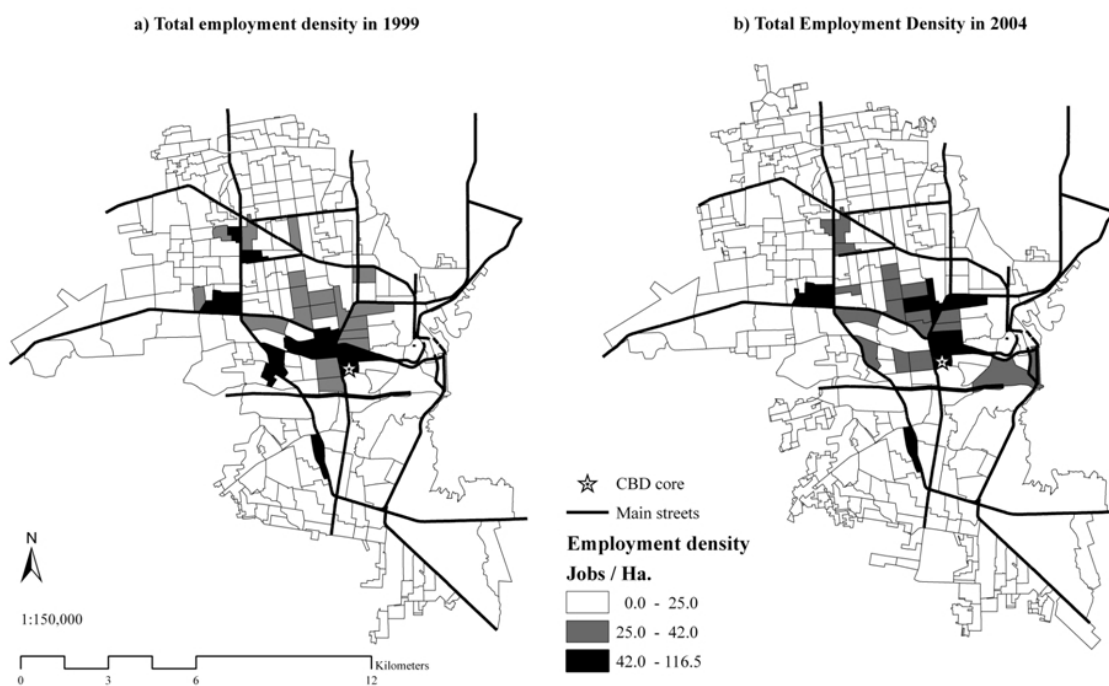 a) Total employment density in 1999
b) Total Employment Density in 2004
N
1:150,000
0 3 6 12
Kilometers
CBD core
Main streets
Employment density
Jobs / Ha.
0.0 - 25.0
25.0 - 42.0
42.0 - 116.5